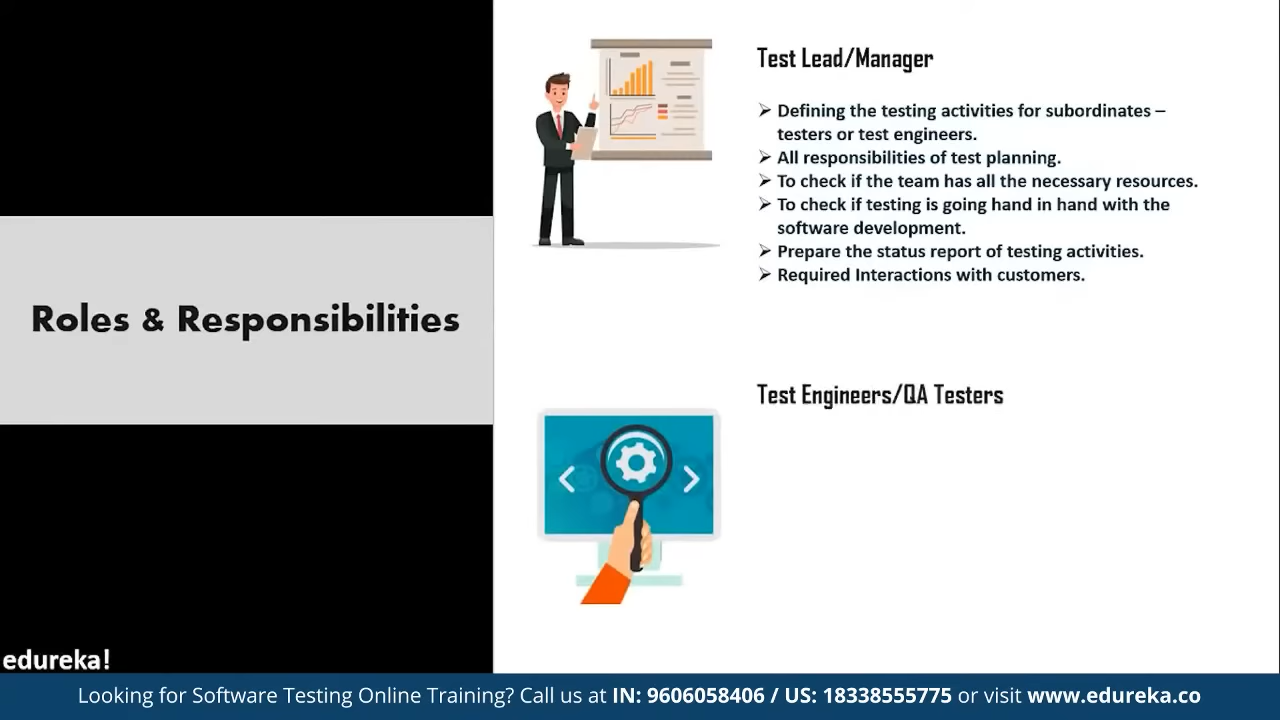 Roles & Responsibilities
Test Lead/Manager
➢ Defining the testing activities for subordinates –
testers or test engineers.
➢ All responsibilities of test planning.
➢ To check if the team has all the necessary resources.
➢ To check if testing is going hand in hand with the
software development.
➢ Prepare the status report of testing activities.
➢ Required Interactions with customers.
Test Engineers/QA Testers
edureka!
Looking for Software Testing Online Training? Call us at IN: 9606058406 / US: 18338555775 or visit www.edureka.co